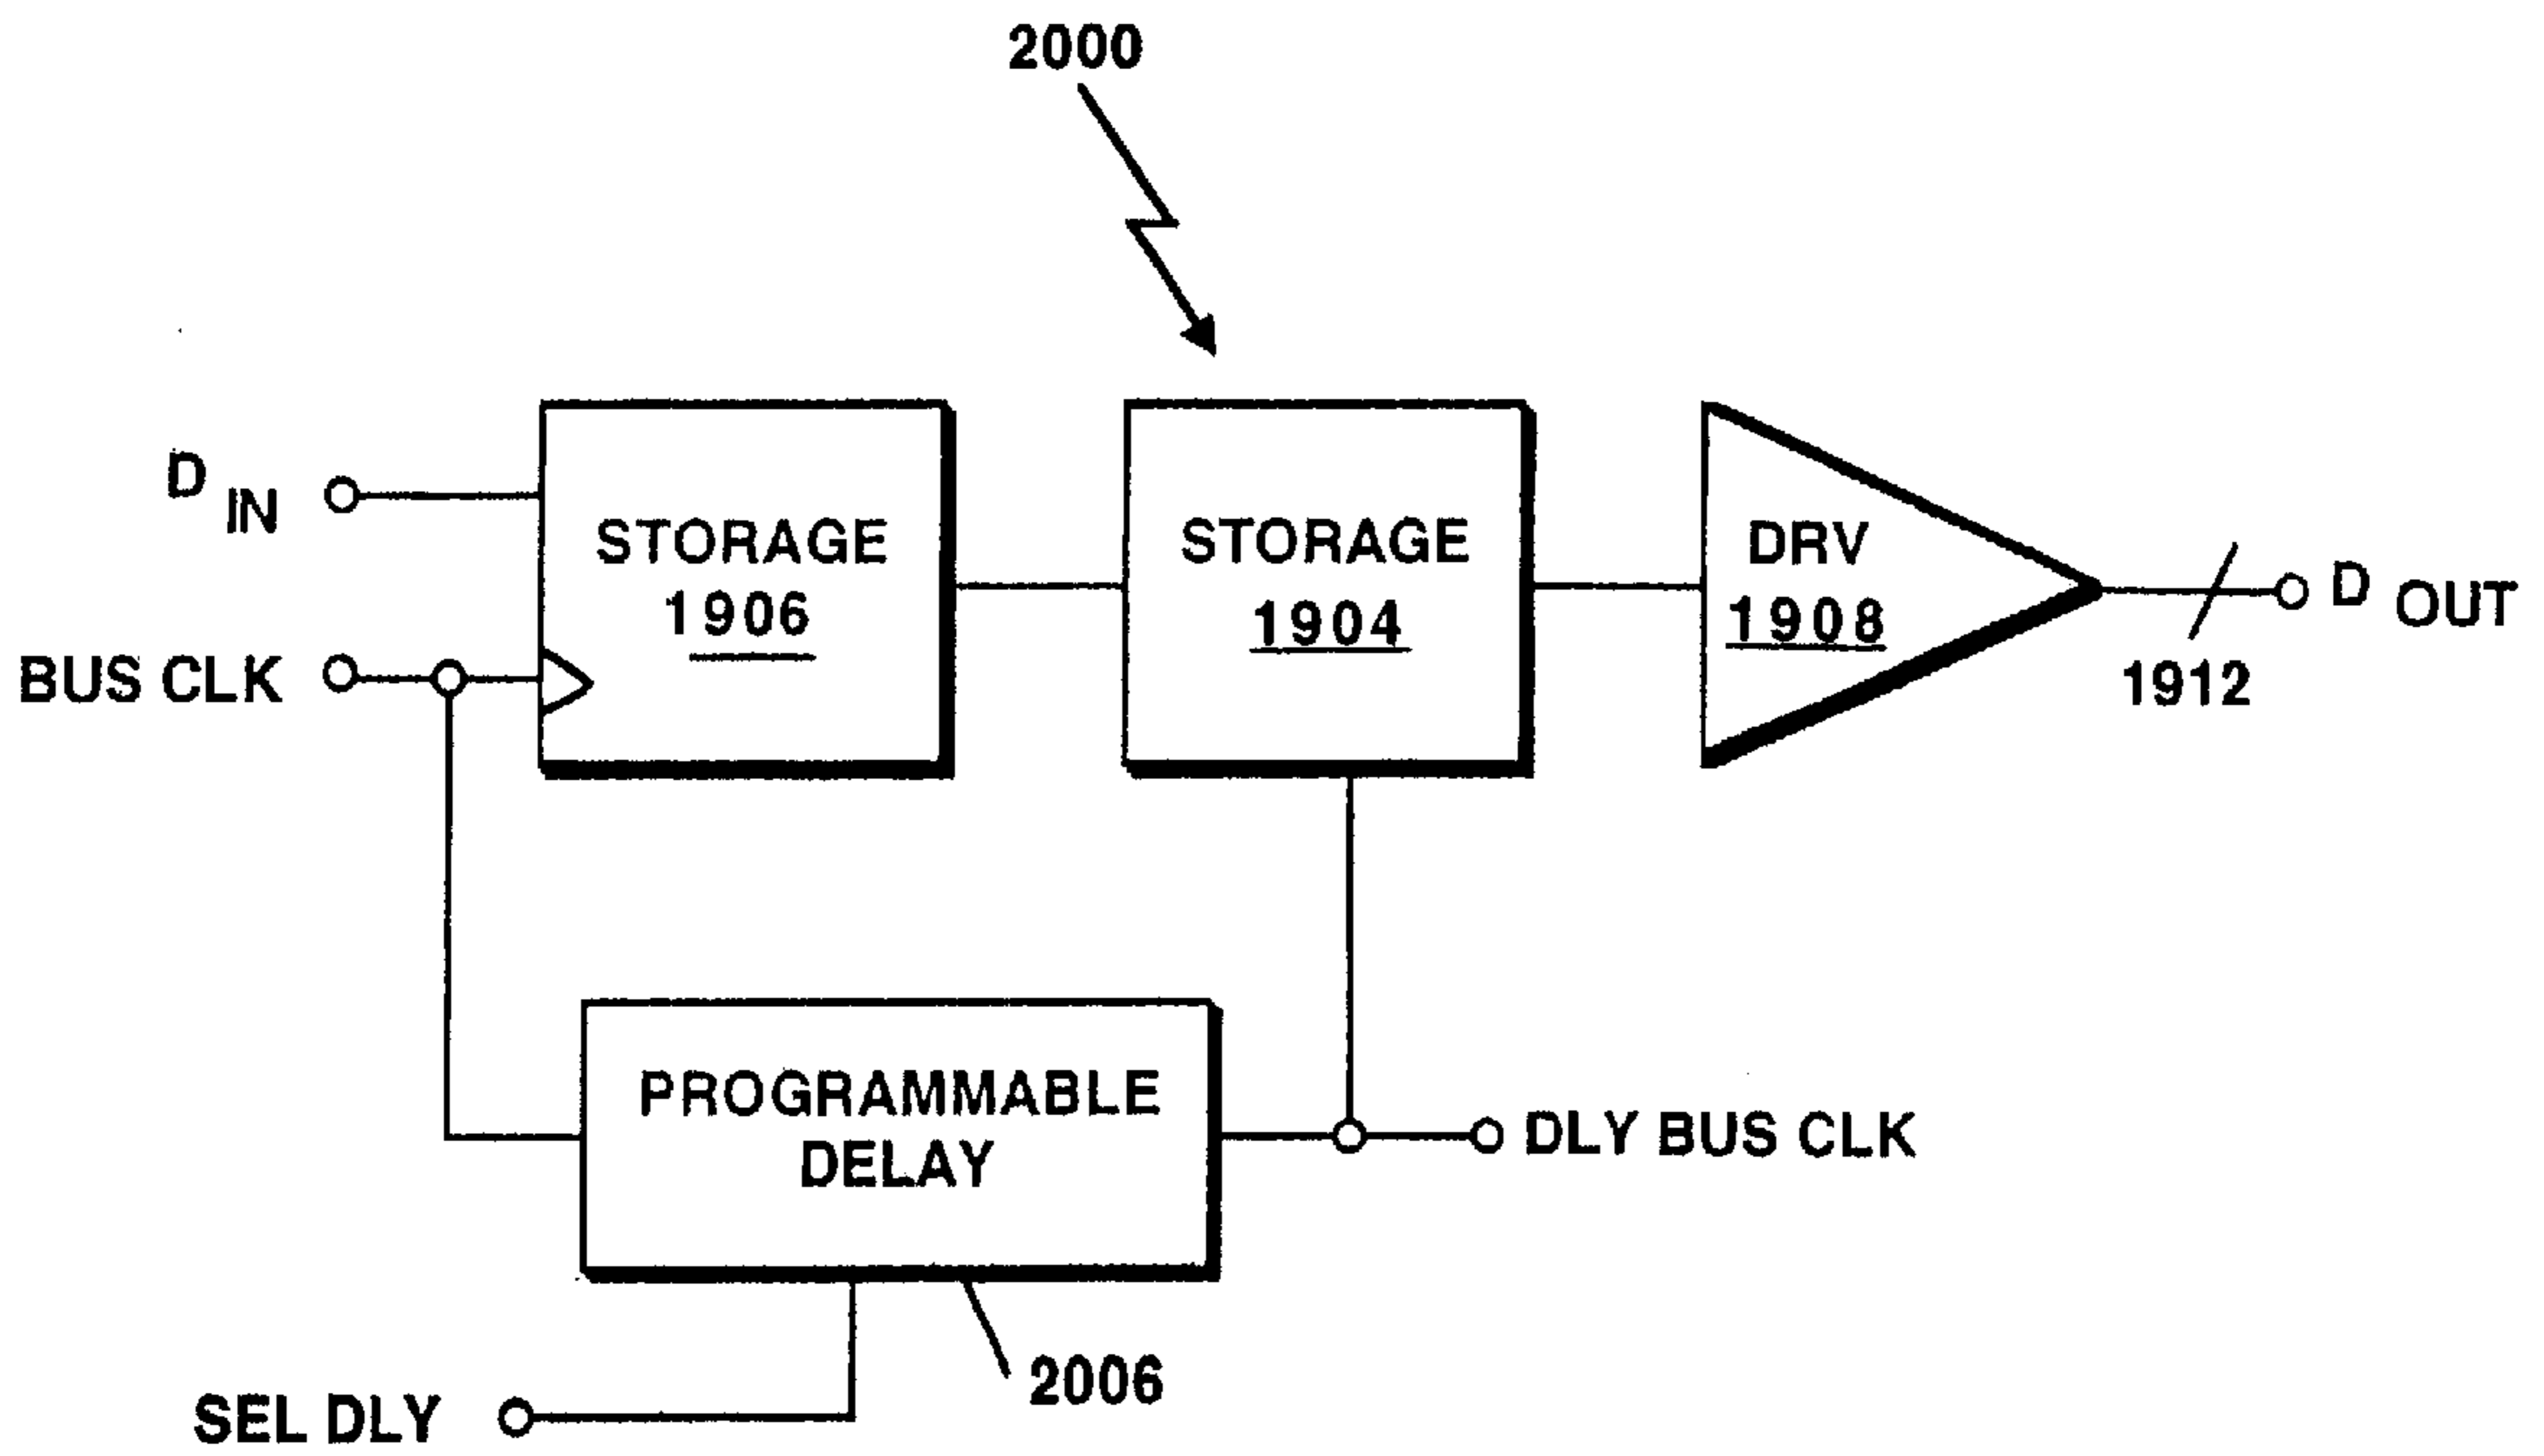 2000
D IN
STORAGE
1906
STORAGE
1904
DRV
1908
D OUT
1912
BUS CLK
PROGRAMMABLE
DELAY
DLY BUS CLK
2006
SEL DLY